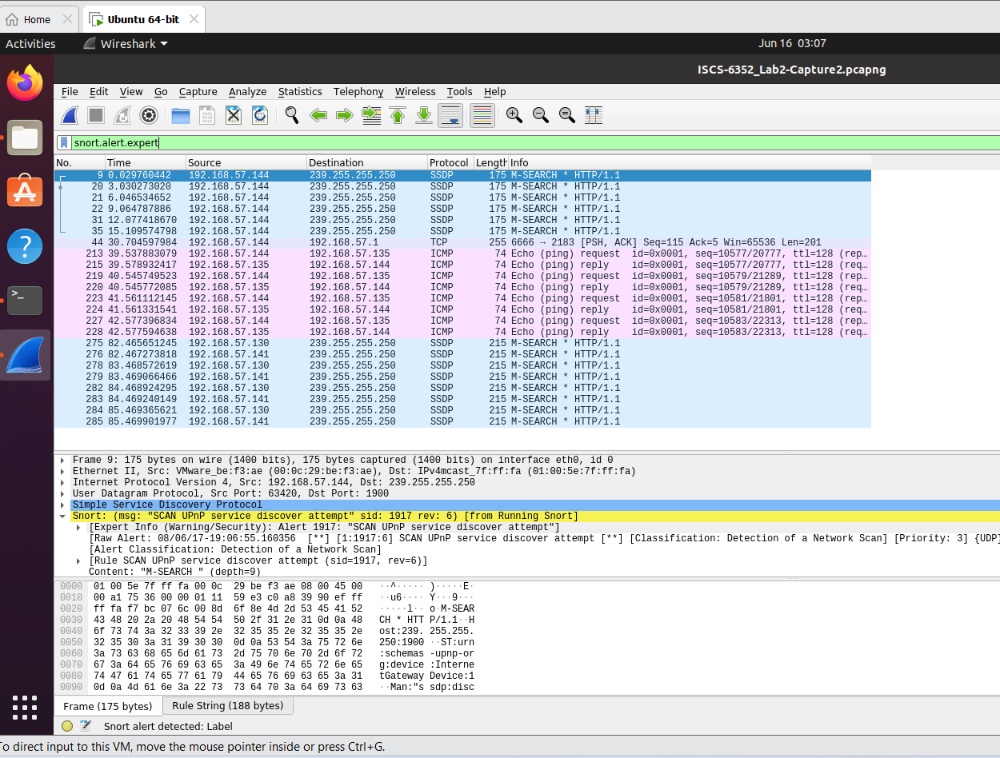 Home
Ubuntu 64-bit
Activities
Wireshark
Jun 16 03:07
ISCS-6352_Lab2-Capture2.pcapng
File Edit View Go Capture Analyze Statistics Telephony Wireless Tools Help
snort.alert.expert
No. Time Source Destination Protocol Length Info
9 0.029760442 192.168.57.144 239.255.255.250 SSDP 175 M-SEARCH * HTTP/1.1
20 3.030273020 192.168.57.144 239.255.255.250 SSDP 175 M-SEARCH * HTTP/1.1
21 6.046534652 192.168.57.144 239.255.255.250 SSDP 175 M-SEARCH * HTTP/1.1
22 9.064787886 192.168.57.144 239.255.255.250 SSDP 175 M-SEARCH * HTTP/1.1
31 12.077418670 192.168.57.144 239.255.255.250 SSDP 175 M-SEARCH * HTTP/1.1
35 15.109574798 192.168.57.144 239.255.255.250 SSDP 175 M-SEARCH * HTTP/1.1
44 30.704597984 192.168.57.144 192.168.57.1 TCP 255 6666 → 2183 [PSH, ACK] Seq=115 Ack=5 Win=65536 Len=201
213 39.537883079 192.168.57.144 192.168.57.135 ICMP 74 Echo (ping) request id=0x0001, seq=10577/20777, ttl=128 (rep…
215 39.578932417 192.168.57.135 192.168.57.144 ICMP 74 Echo (ping) reply id=0x0001, seq=10577/20777, ttl=128 (req…
219 40.545749523 192.168.57.144 192.168.57.135 ICMP 74 Echo (ping) request id=0x0001, seq=10579/21289, ttl=128 (rep…
220 40.545772085 192.168.57.135 192.168.57.144 ICMP 74 Echo (ping) reply id=0x0001, seq=10579/21289, ttl=128 (req…
223 41.561112145 192.168.57.144 192.168.57.135 ICMP 74 Echo (ping) request id=0x0001, seq=10581/21801, ttl=128 (rep…
224 41.561331541 192.168.57.135 192.168.57.144 ICMP 74 Echo (ping) reply id=0x0001, seq=10581/21801, ttl=128 (req…
227 42.577396834 192.168.57.144 192.168.57.135 ICMP 74 Echo (ping) request id=0x0001, seq=10583/22313, ttl=128 (rep…
228 42.577594638 192.168.57.135 192.168.57.144 ICMP 74 Echo (ping) reply id=0x0001, seq=10583/22313, ttl=128 (req…
275 82.465651245 192.168.57.130 239.255.255.250 SSDP 215 M-SEARCH * HTTP/1.1
276 82.467273818 192.168.57.141 239.255.255.250 SSDP 215 M-SEARCH * HTTP/1.1
278 83.468572619 192.168.57.130 239.255.255.250 SSDP 215 M-SEARCH * HTTP/1.1
279 83.469066466 192.168.57.141 239.255.255.250 SSDP 215 M-SEARCH * HTTP/1.1
282 84.468924295 192.168.57.130 239.255.255.250 SSDP 215 M-SEARCH * HTTP/1.1
283 84.469240149 192.168.57.141 239.255.255.250 SSDP 215 M-SEARCH * HTTP/1.1
284 85.469365621 192.168.57.130 239.255.255.250 SSDP 215 M-SEARCH * HTTP/1.1
285 85.469901977 192.168.57.141 239.255.255.250 SSDP 215 M-SEARCH * HTTP/1.1
Frame 9: 175 bytes on wire (1400 bits), 175 bytes captured (1400 bits) on interface eth0, id 0
Ethernet II, Src: VMware_be:f3:ae (00:0c:29:be:f3:ae), Dst: IPv4mcast_7f:ff:fa (01:00:5e:7f:ff:fa)
Internet Protocol Version 4, Src: 192.168.57.144, Dst: 239.255.255.250
User Datagram Protocol, Src Port: 63420, Dst Port: 1900
Simple Service Discovery Protocol
Snort: (msg: "SCAN UPnP service discover attempt" sid: 1917 rev: 6) [from Running Snort]
[Expert Info (Warning/Security): Alert 1917: "SCAN UPnP service discover attempt"]
[Raw Alert: 08/06/17-19:06:55.160356 [**] [1:1917:6] SCAN UPnP service discover attempt [**] [Classification: Detection of a Network Scan] [Priority: 3] {UDP}
[Alert Classification: Detection of a Network Scan]
[Rule SCAN UPnP service discover attempt (sid=1917, rev=6)]
Content: "M-SEARCH " (depth=9)
0000 01 00 5e 7f ff fa 00 0c 29 be f3 ae 08 00 45 00 ··^····· )·····E·
0010 00 a1 75 36 00 00 01 11 59 e3 c0 a8 39 90 ef ff ··u6···· Y···9···
0020 ff fa f7 bc 07 6c 00 8d 6f 8e 4d 2d 53 45 41 52 ·····l·· o·M-SEAR
0030 43 48 20 2a 20 48 54 54 50 2f 31 2e 31 0d 0a 48 CH * HTT P/1.1··H
0040 6f 73 74 3a 32 33 39 2e 32 35 35 2e 32 35 35 2e ost:239. 255.255.
0050 32 35 30 3a 31 39 30 30 0d 0a 53 54 3a 75 72 6e 250:1900 ··ST:urn
0060 3a 73 63 68 65 6d 61 73 2d 75 70 6e 70 2d 6f 72 :schemas -upnp-or
0070 67 3a 64 65 76 69 63 65 3a 49 6e 74 65 72 6e 65 g:device :Interne
0080 74 47 61 74 65 77 61 79 44 65 76 69 63 65 3a 31 tGateway Device:1
0090 0d 0a 4d 61 6e 3a 22 73 73 64 70 3a 64 69 73 63 ··Man:"s sdp:disc
Frame (175 bytes) Rule String (188 bytes)
Snort alert detected: Label
To direct input to this VM, move the mouse pointer inside or press Ctrl+G.